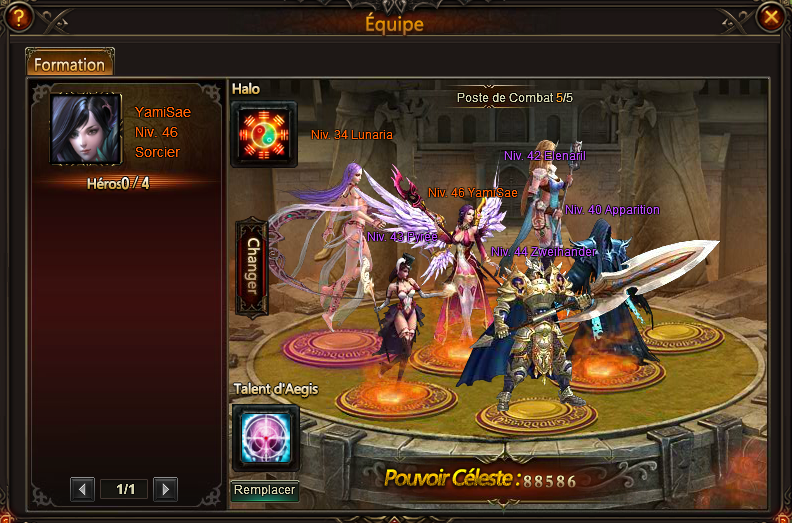 Équipe
Formation
YamiSae
Niv. 46
Sorcier
Héros0/4
Halo
Poste de Combat 5/5
Niv. 34 Lunaria
Niv. 42 Elenaril
Niv. 46 YamiSae
Niv. 40 Apparition
Niv. 43 Pyrée
Niv. 44 Zweihander
Changer
Talent d'Aegis
Remplacer
1/1
Pouvoir Céleste : 88586